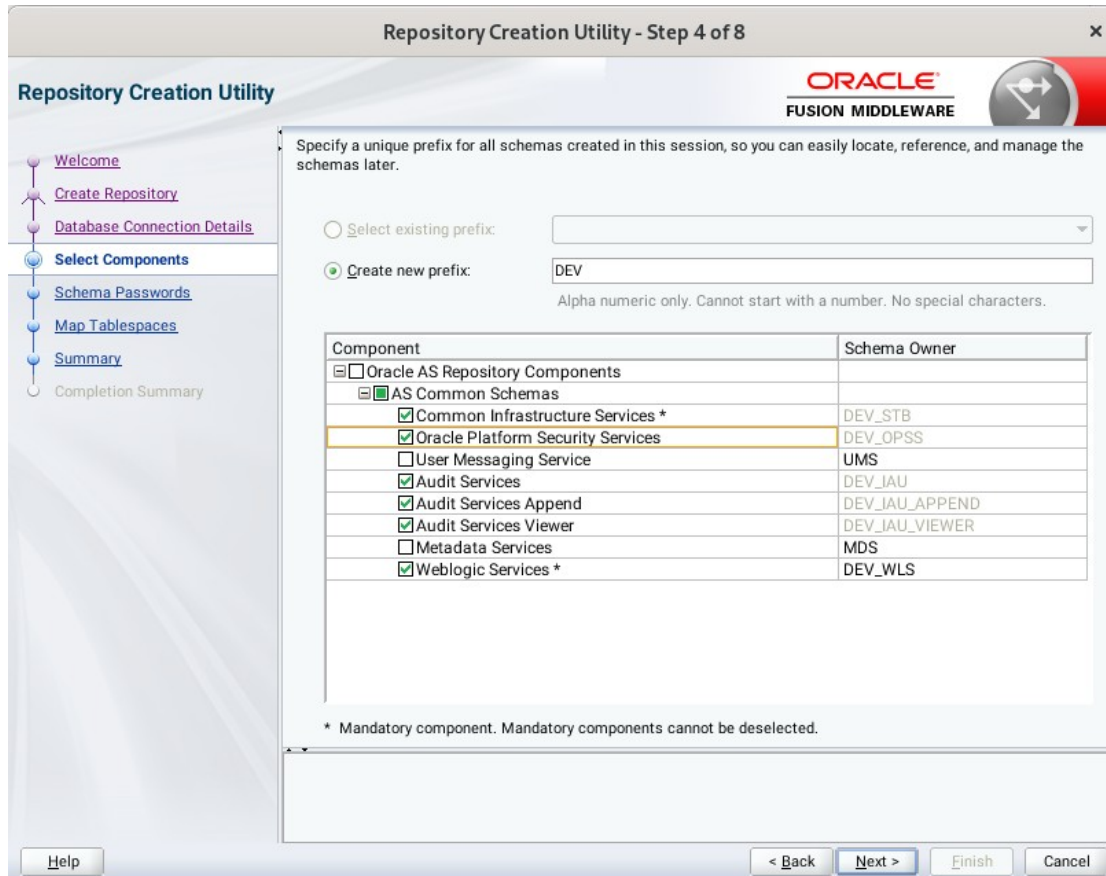 Repository Creation Utility - Step 4 of 8
×
Repository Creation Utility
ORACLE
FUSION MIDDLEWARE
Welcome
Create Repository
Database Connection Details
Select Components
Schema Passwords
Map Tablespaces
Summary
Completion Summary
Specify a unique prefix for all schemas created in this session, so you can easily locate, reference, and manage the
schemas later.
Select existing prefix:
Create new prefix: DEV
Alpha numeric only. Cannot start with a number. No special characters.
Component Schema Owner
Oracle AS Repository Components
AS Common Schemas
Common Infrastructure Services * DEV_STB
Oracle Platform Security Services DEV_OPSS
User Messaging Service UMS
Audit Services DEV_IAU
Audit Services Append DEV_IAU_APPEND
Audit Services Viewer DEV_IAU_VIEWER
Metadata Services MDS
Weblogic Services * DEV_WLS
* Mandatory component. Mandatory components cannot be deselected.
Help < Back Next > Finish Cancel